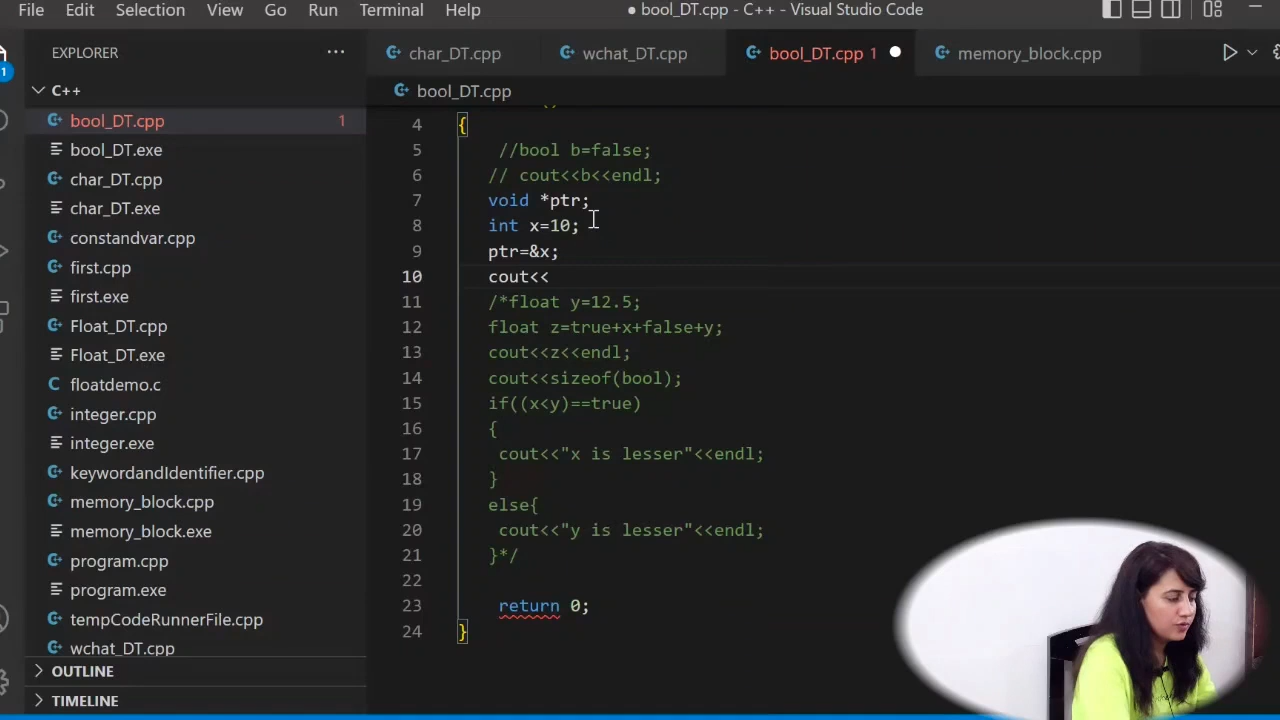 File Edit Selection View Go Run Terminal Help ● bool_DT.cpp - C++ - Visual Studio Code
EXPLORER ···
char_DT.cpp wchat_DT.cpp bool_DT.cpp 1 ● memory_block.cpp
1
C++
bool_DT.cpp
bool_DT.cpp 1
bool_DT.exe
char_DT.cpp
char_DT.exe
constandvar.cpp
first.cpp
first.exe
Float_DT.cpp
Float_DT.exe
C floatdemo.c
integer.cpp
integer.exe
keywordandIdentifier.cpp
memory_block.cpp
memory_block.exe
program.cpp
program.exe
tempCodeRunnerFile.cpp
wchat_DT.cpp
OUTLINE
TIMELINE
4 {
5 //bool b=false;
6 // cout<<b<<endl;
7 void *ptr;
8 int x=10;
9 ptr=&x;
10 cout<<
11 /*float y=12.5;
12 float z=true+x+false+y;
13 cout<<z<<endl;
14 cout<<sizeof(bool);
15 if((x<y)==true)
16 {
17 cout<<"x is lesser"<<endl;
18 }
19 else{
20 cout<<"y is lesser"<<endl;
21 }*/
22
23 return 0;
24 }